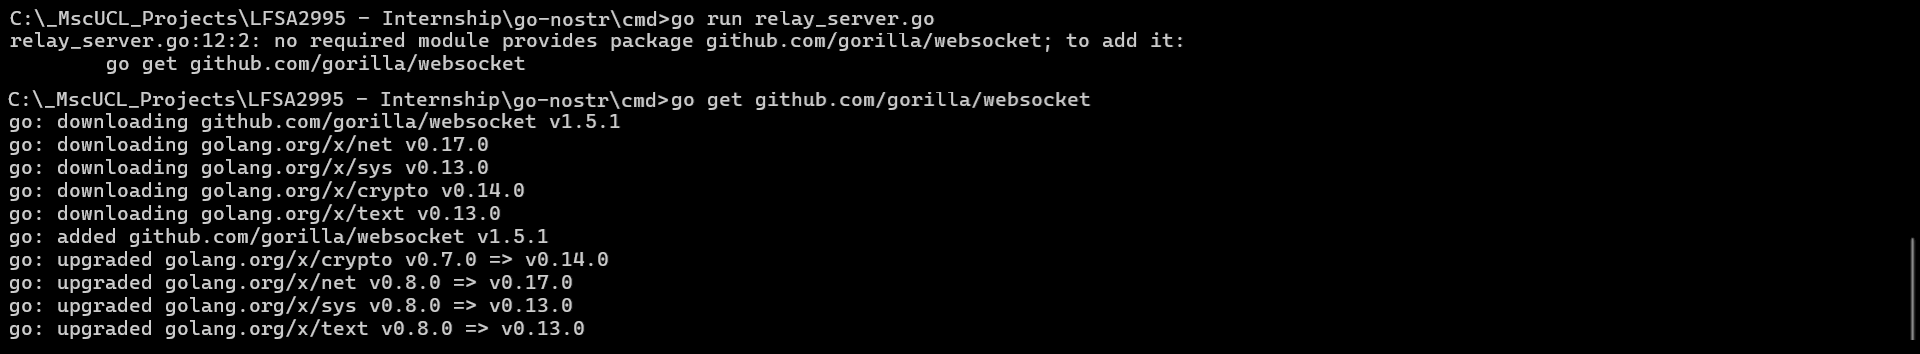 C:\_MscUCL_Projects\LFSA2995 - Internship\go-nostr\cmd>go run relay_server.go
relay_server.go:12:2: no required module provides package github.com/gorilla/websocket; to add it:
        go get github.com/gorilla/websocket
C:\_MscUCL_Projects\LFSA2995 - Internship\go-nostr\cmd>go get github.com/gorilla/websocket
go: downloading github.com/gorilla/websocket v1.5.1
go: downloading golang.org/x/net v0.17.0
go: downloading golang.org/x/sys v0.13.0
go: downloading golang.org/x/crypto v0.14.0
go: downloading golang.org/x/text v0.13.0
go: added github.com/gorilla/websocket v1.5.1
go: upgraded golang.org/x/crypto v0.7.0 => v0.14.0
go: upgraded golang.org/x/net v0.8.0 => v0.17.0
go: upgraded golang.org/x/sys v0.8.0 => v0.13.0
go: upgraded golang.org/x/text v0.8.0 => v0.13.0